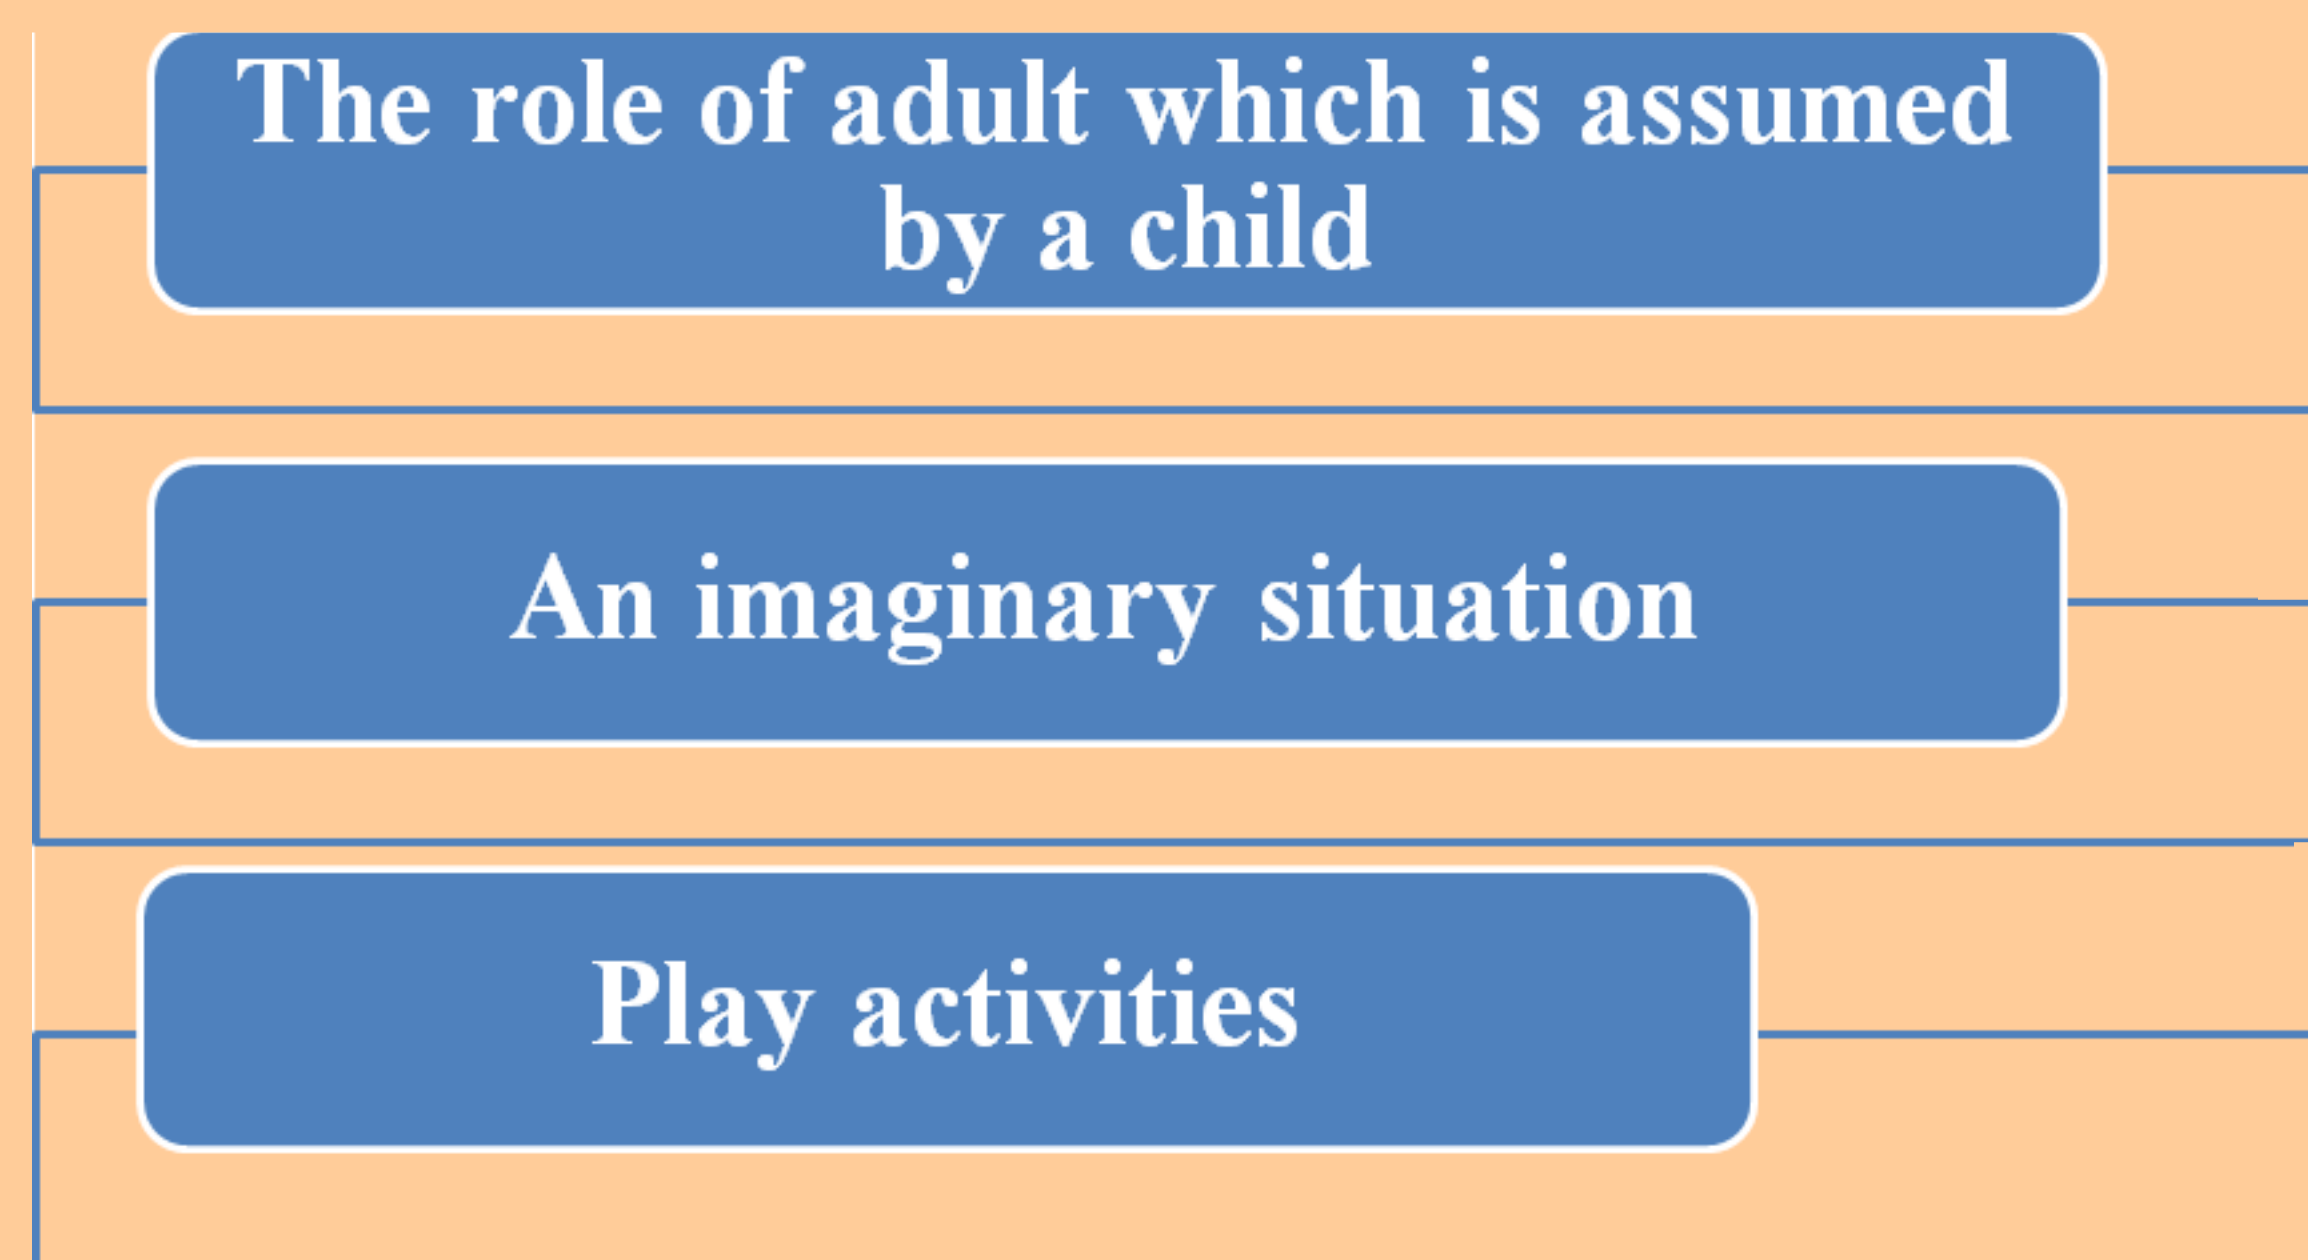 The role of adult which is assumed
by a child
An imaginary situation
Play activities